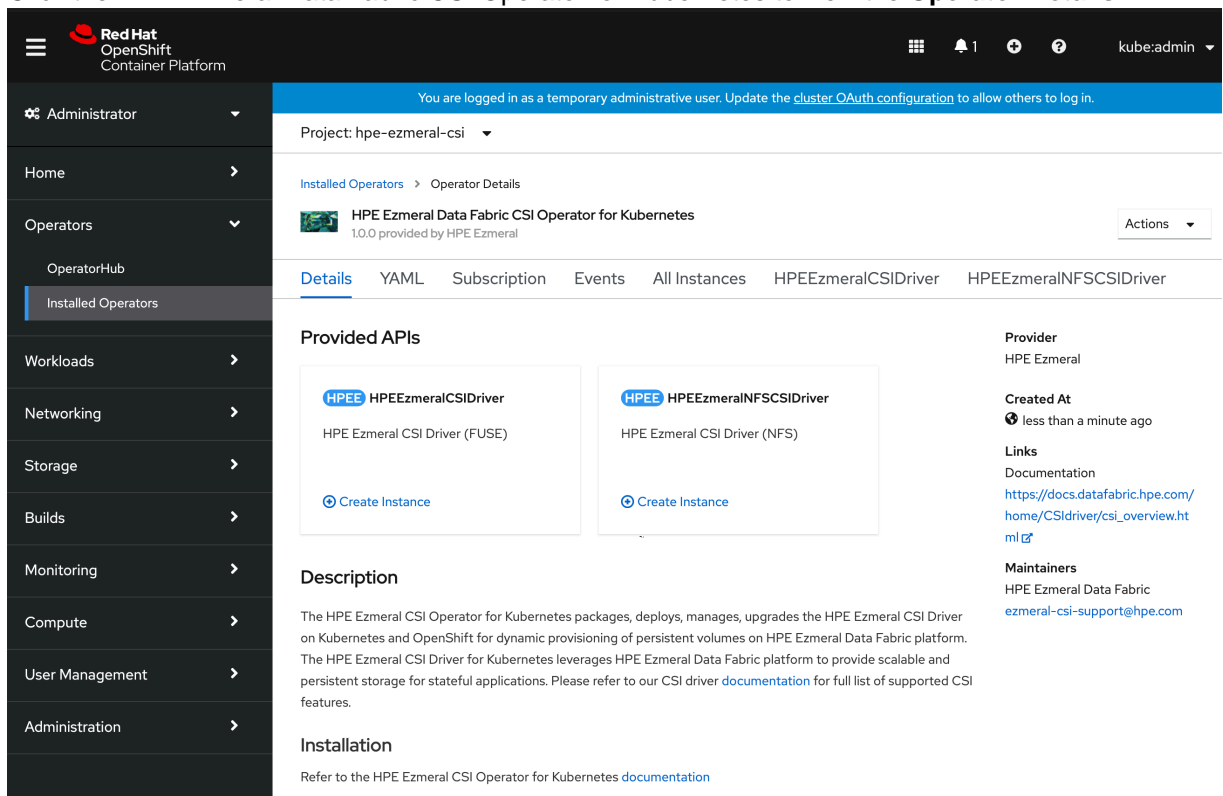 Red Hat
OpenShift
Container Platform
1
kube:admin
Administrator
You are logged in as a temporary administrative user. Update the cluster OAuth configuration to allow others to log in.
Project: hpe-ezmeral-csi
Home
Operators
OperatorHub
Installed Operators
Workloads
Networking
Storage
Builds
Monitoring
Compute
User Management
Administration
Installed Operators > Operator Details
HPE Ezmeral Data Fabric CSI Operator for Kubernetes
1.0.0 provided by HPE Ezmeral
Actions
Details YAML Subscription Events All Instances HPEEzmeralCSIDriver HPEEzmeralNFSCSIDriver
Provided APIs
HPEE HPEEzmeralCSIDriver
HPE Ezmeral CSI Driver (FUSE)
Create Instance
HPEE HPEEzmeralNFSCSIDriver
HPE Ezmeral CSI Driver (NFS)
Create Instance
Description
The HPE Ezmeral CSI Operator for Kubernetes packages, deploys, manages, upgrades the HPE Ezmeral CSI Driver
on Kubernetes and OpenShift for dynamic provisioning of persistent volumes on HPE Ezmeral Data Fabric platform.
The HPE Ezmeral CSI Driver for Kubernetes leverages HPE Ezmeral Data Fabric platform to provide scalable and
persistent storage for stateful applications. Please refer to our CSI driver documentation for full list of supported CSI
features.
Installation
Refer to the HPE Ezmeral CSI Operator for Kubernetes documentation
Provider
HPE Ezmeral
Created At
less than a minute ago
Links
Documentation
https://docs.datafabric.hpe.com/
home/CSIdriver/csi_overview.ht
ml
Maintainers
HPE Ezmeral Data Fabric
ezmeral-csi-support@hpe.com